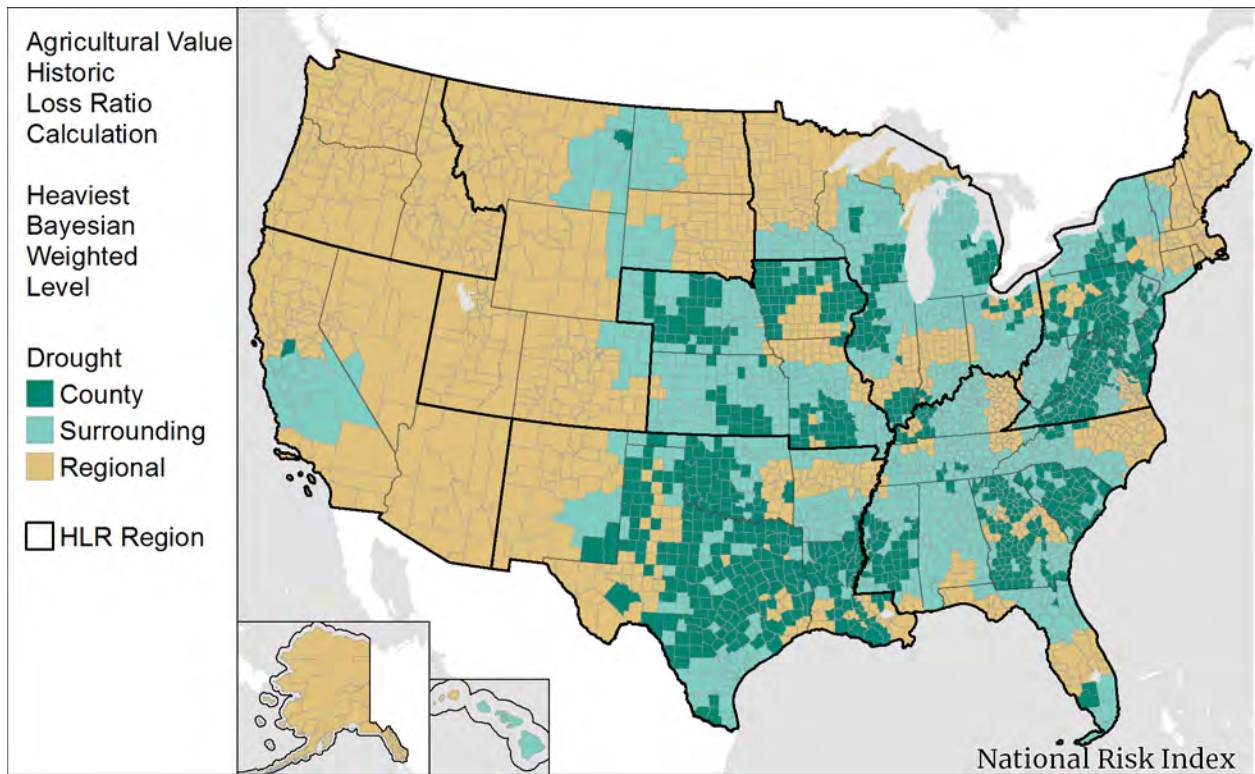 Agricultural Value
Historic
Loss Ratio
Calculation
Heaviest
Bayesian
Weighted
Level
Drought
County
Surrounding
Regional
HLR Region
National Risk Index